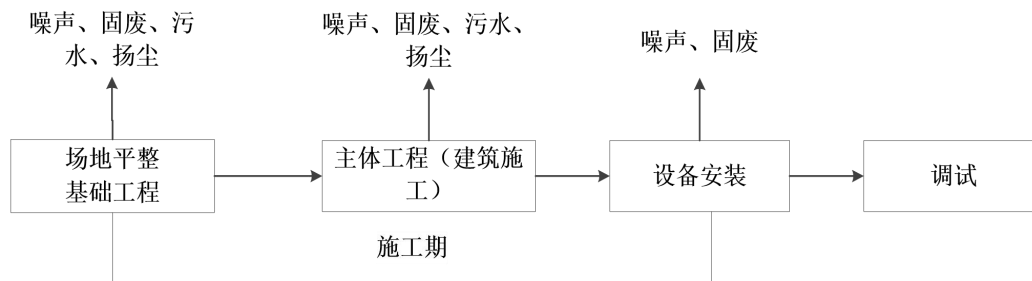 噪声、固废、污
水、扬尘
噪声、固废、污水、
扬尘
噪声、固废
场地平整
基础工程
主体工程（建筑施
工）
设备安装
调试
施工期